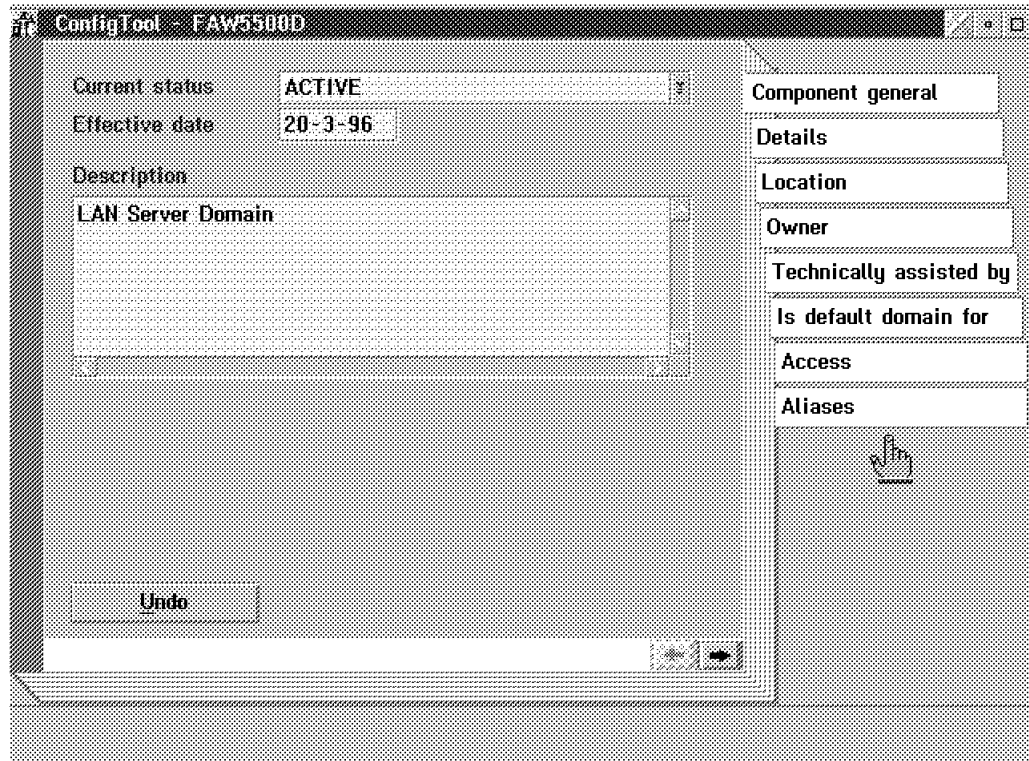 ConfigTool - FAW5500D
Current status ACTIVE
Effective date 20-3-96
Description
LAN Server Domain
Undo
Component general
Details
Location
Owner
Technically assisted by
Is default domain for
Access
Aliases